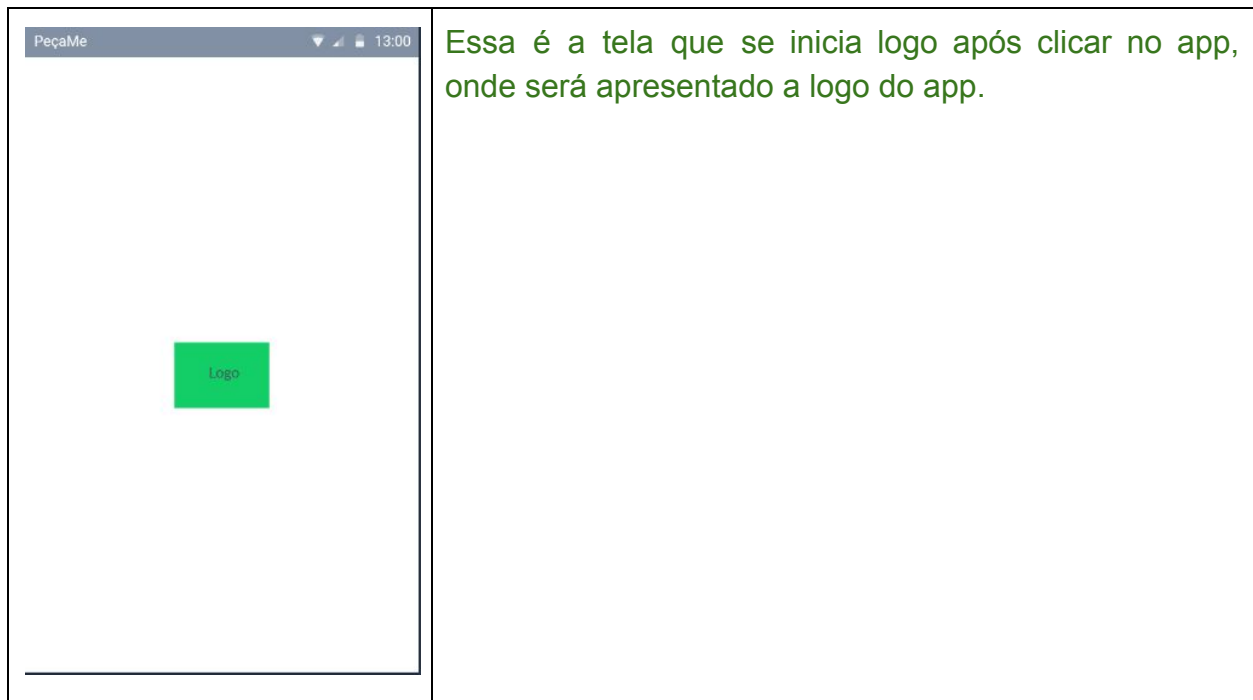 PeçaMe 13:00
Logo
Essa é a tela que se inicia logo após clicar no app,
onde será apresentado a logo do app.